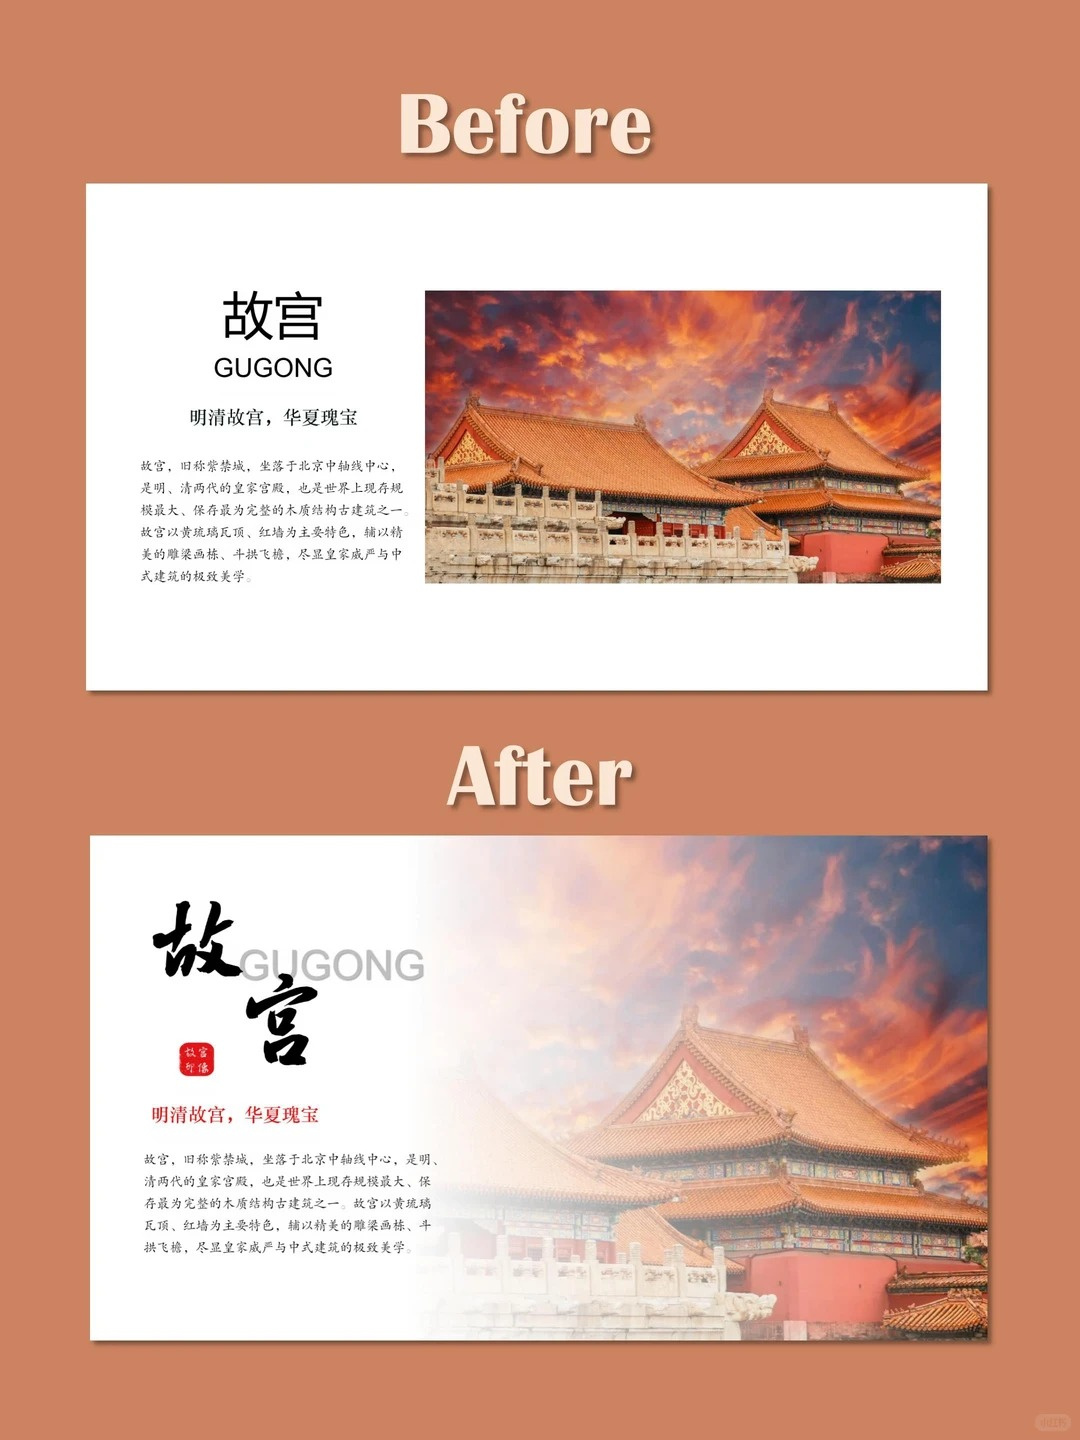 Before
故宫
GUGONG
明清故宫，华夏瑰宝
故宫，旧称紫禁城，坐落于北京中轴线中心，
是明、清两代的皇家宫殿，也是世界上现存规
模最大、保存最为完整的木质结构古建筑之一。
故宫以黄琉璃瓦顶、红墙为主要特色，辅以精
美的雕梁画栋、斗拱飞檐，尽显皇家威严与中
式建筑的极致美学。
After
故
GUGONG
宫
故宫
印像
明清故宫，华夏瑰宝
故宫，旧称紫禁城，坐落于北京中轴线中心，是明、
清两代的皇家宫殿，也是世界上现存规模最大、保
存最为完整的木质结构古建筑之一。故宫以黄琉璃
瓦顶、红墙为主要特色，辅以精美的雕梁画栋、斗
拱飞檐，尽显皇家威严与中式建筑的极致美学。
小红书